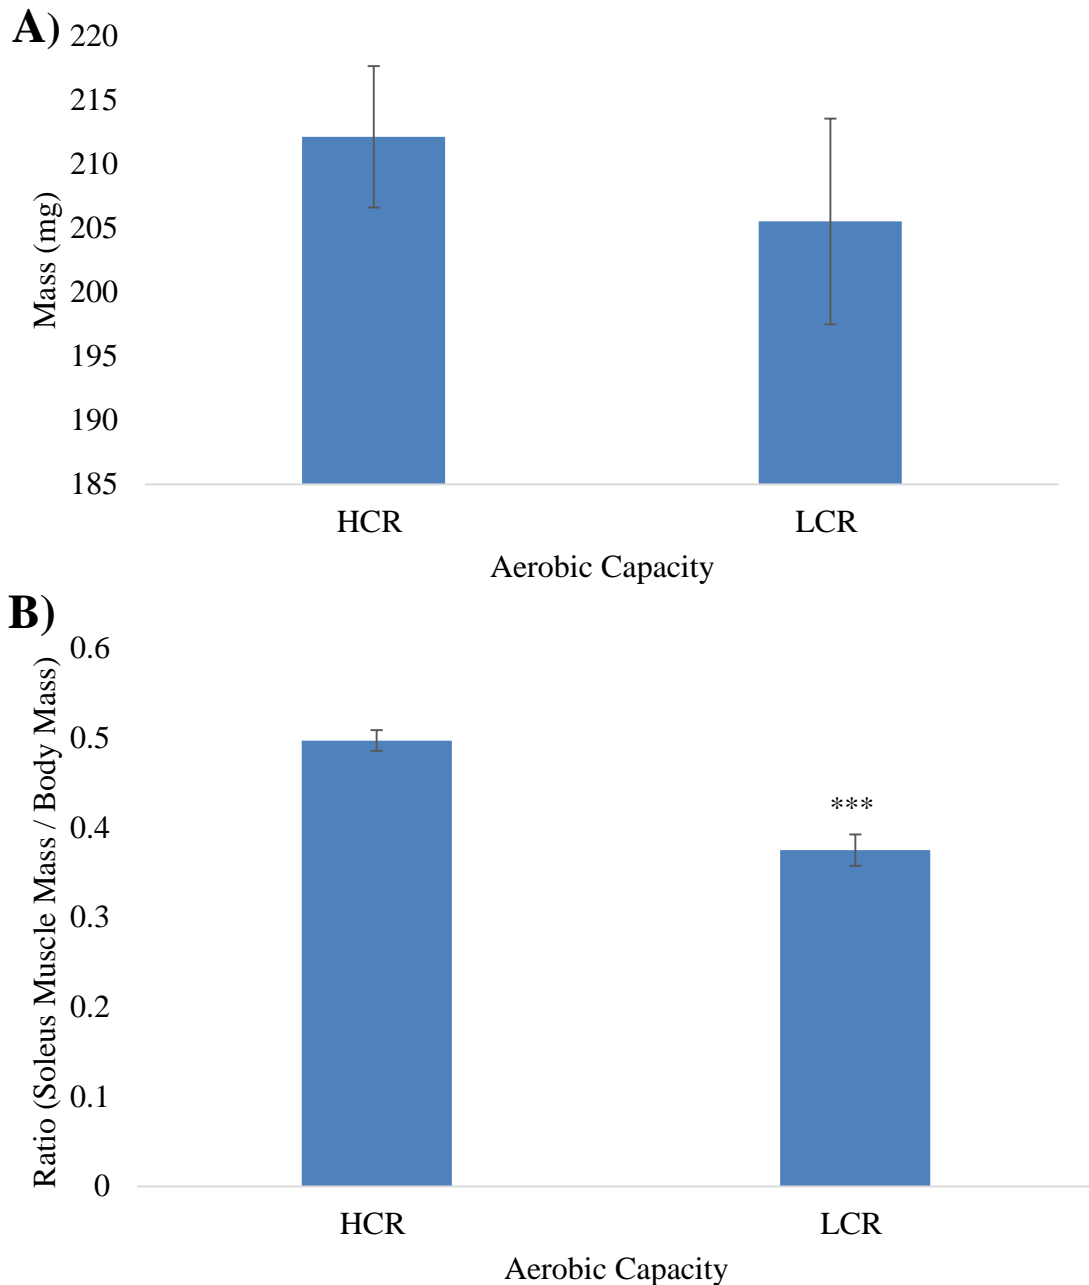 A)
220
215
210
205
200
195
190
185
Mass (mg)
HCR LCR
Aerobic Capacity
B)
0.6
0.5
0.4
0.3
0.2
0.1
0
Ratio (Soleus Muscle Mass / Body Mass)
***
HCR LCR
Aerobic Capacity